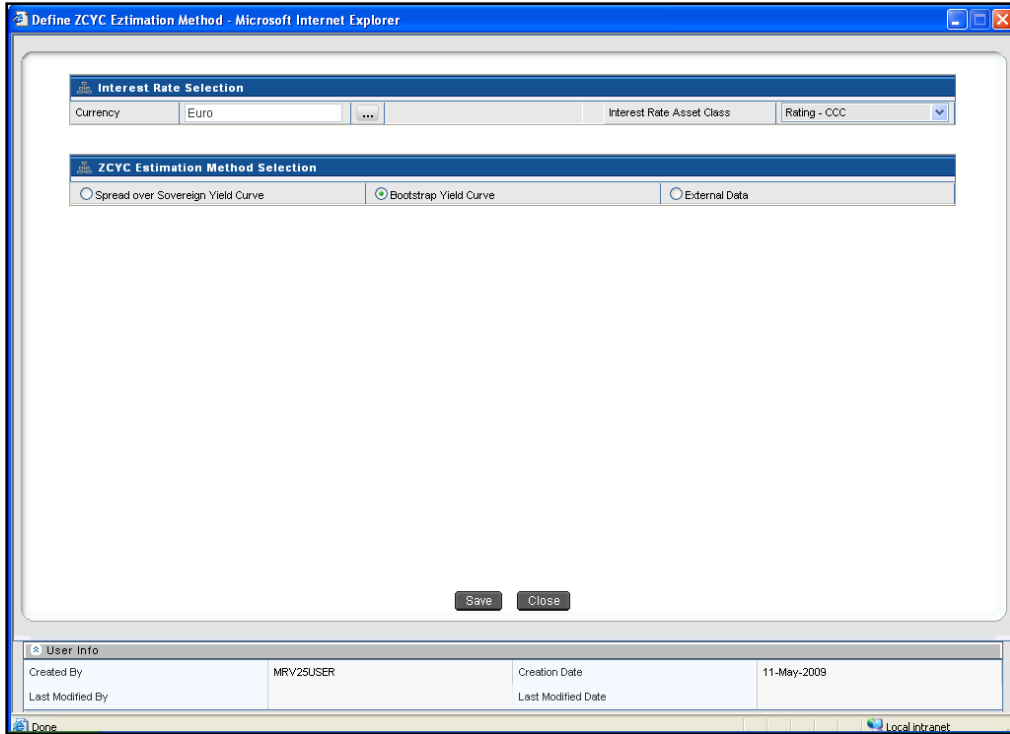 Define ZCYC Eztimation Method - Microsoft Internet Explorer
Interest Rate Selection
Currency Euro ... Interest Rate Asset Class Rating - CCC
ZCYC Estimation Method Selection
Spread over Sovereign Yield Curve Bootstrap Yield Curve External Data
Save Close
User Info
Created By MRV25USER Creation Date 11-May-2009
Last Modified By Last Modified Date
Done Local intranet